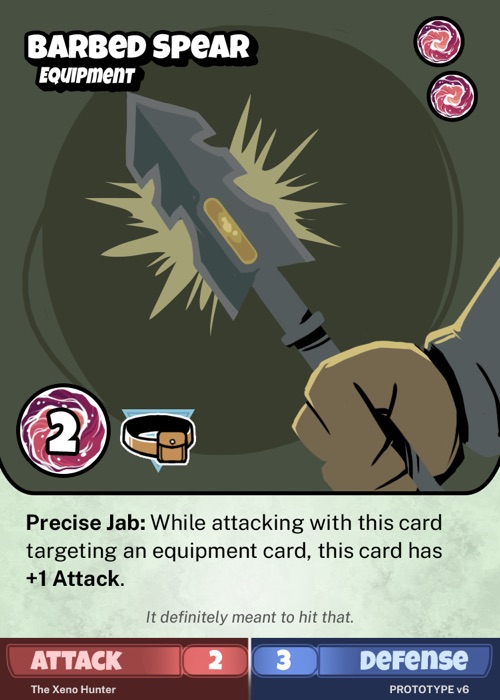 BARBED SPEAR
EQUIPMENT
2
Precise Jab: While attacking with this card
targeting an equipment card, this card has
+1 Attack.
It definitely meant to hit that.
ATTACK 2 3 DEFENSE
The Xeno Hunter PROTOTYPE v6